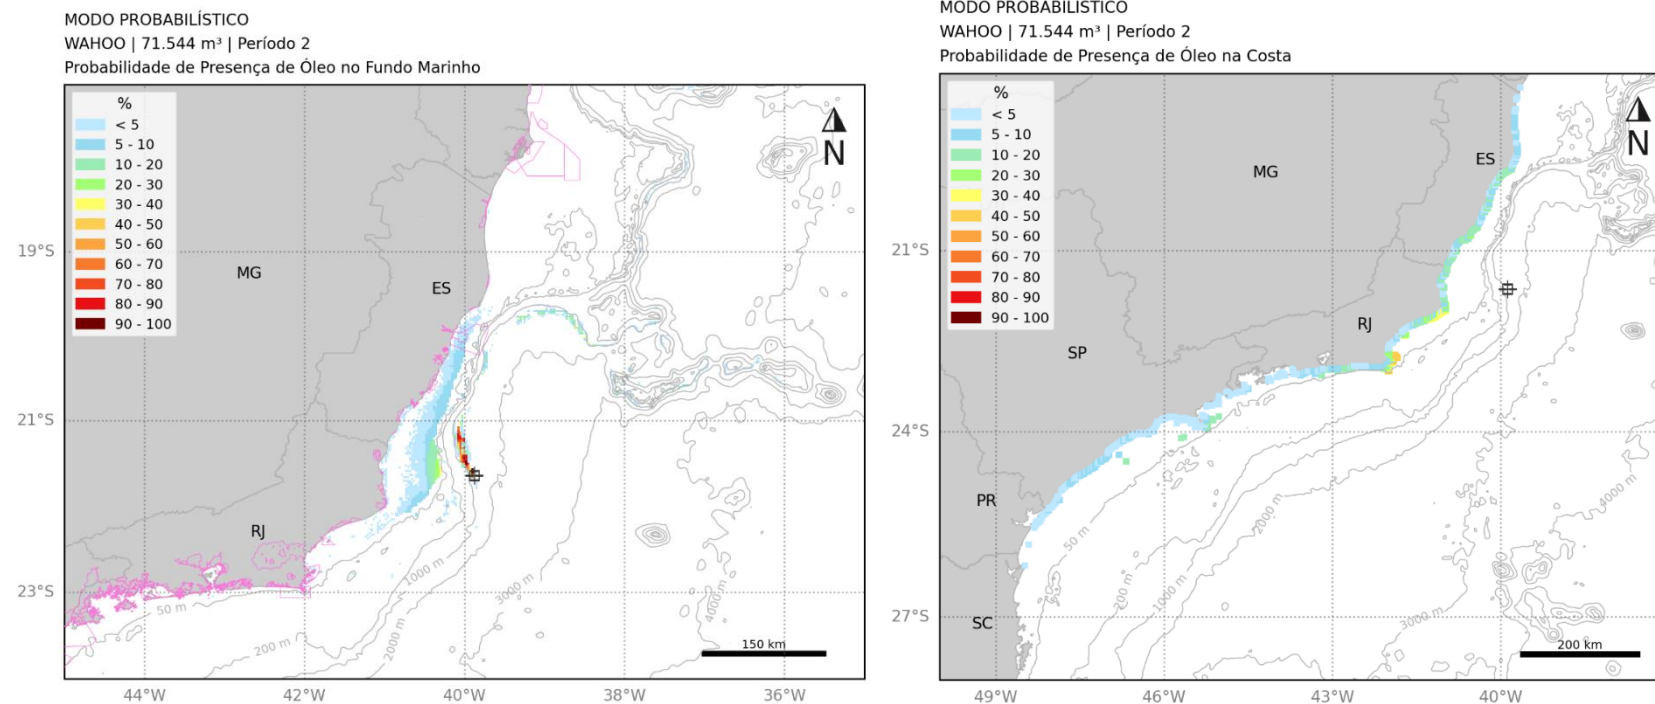 MODO PROBABILÍSTICO
WAHOO | 71.544 m³ | Período 2
Probabilidade de Presença de Óleo no Fundo Marinho
%
< 5
5 - 10
10 - 20
20 - 30
30 - 40
40 - 50
50 - 60
60 - 70
70 - 80
80 - 90
90 - 100
N
MG
ES
RJ
19°S
21°S
23°S
50 m
200 m
1000 m
2000 m
3000 m
4000 m
150 km
44°W
42°W
40°W
38°W
36°W
MODO PROBABILÍSTICO
WAHOO | 71.544 m³ | Período 2
Probabilidade de Presença de Óleo na Costa
%
< 5
5 - 10
10 - 20
20 - 30
30 - 40
40 - 50
50 - 60
60 - 70
70 - 80
80 - 90
90 - 100
N
MG
ES
RJ
SP
PR
SC
21°S
24°S
27°S
50 m
200 m
1000 m
2000 m
3000 m
4000 m
200 km
49°W
46°W
43°W
40°W